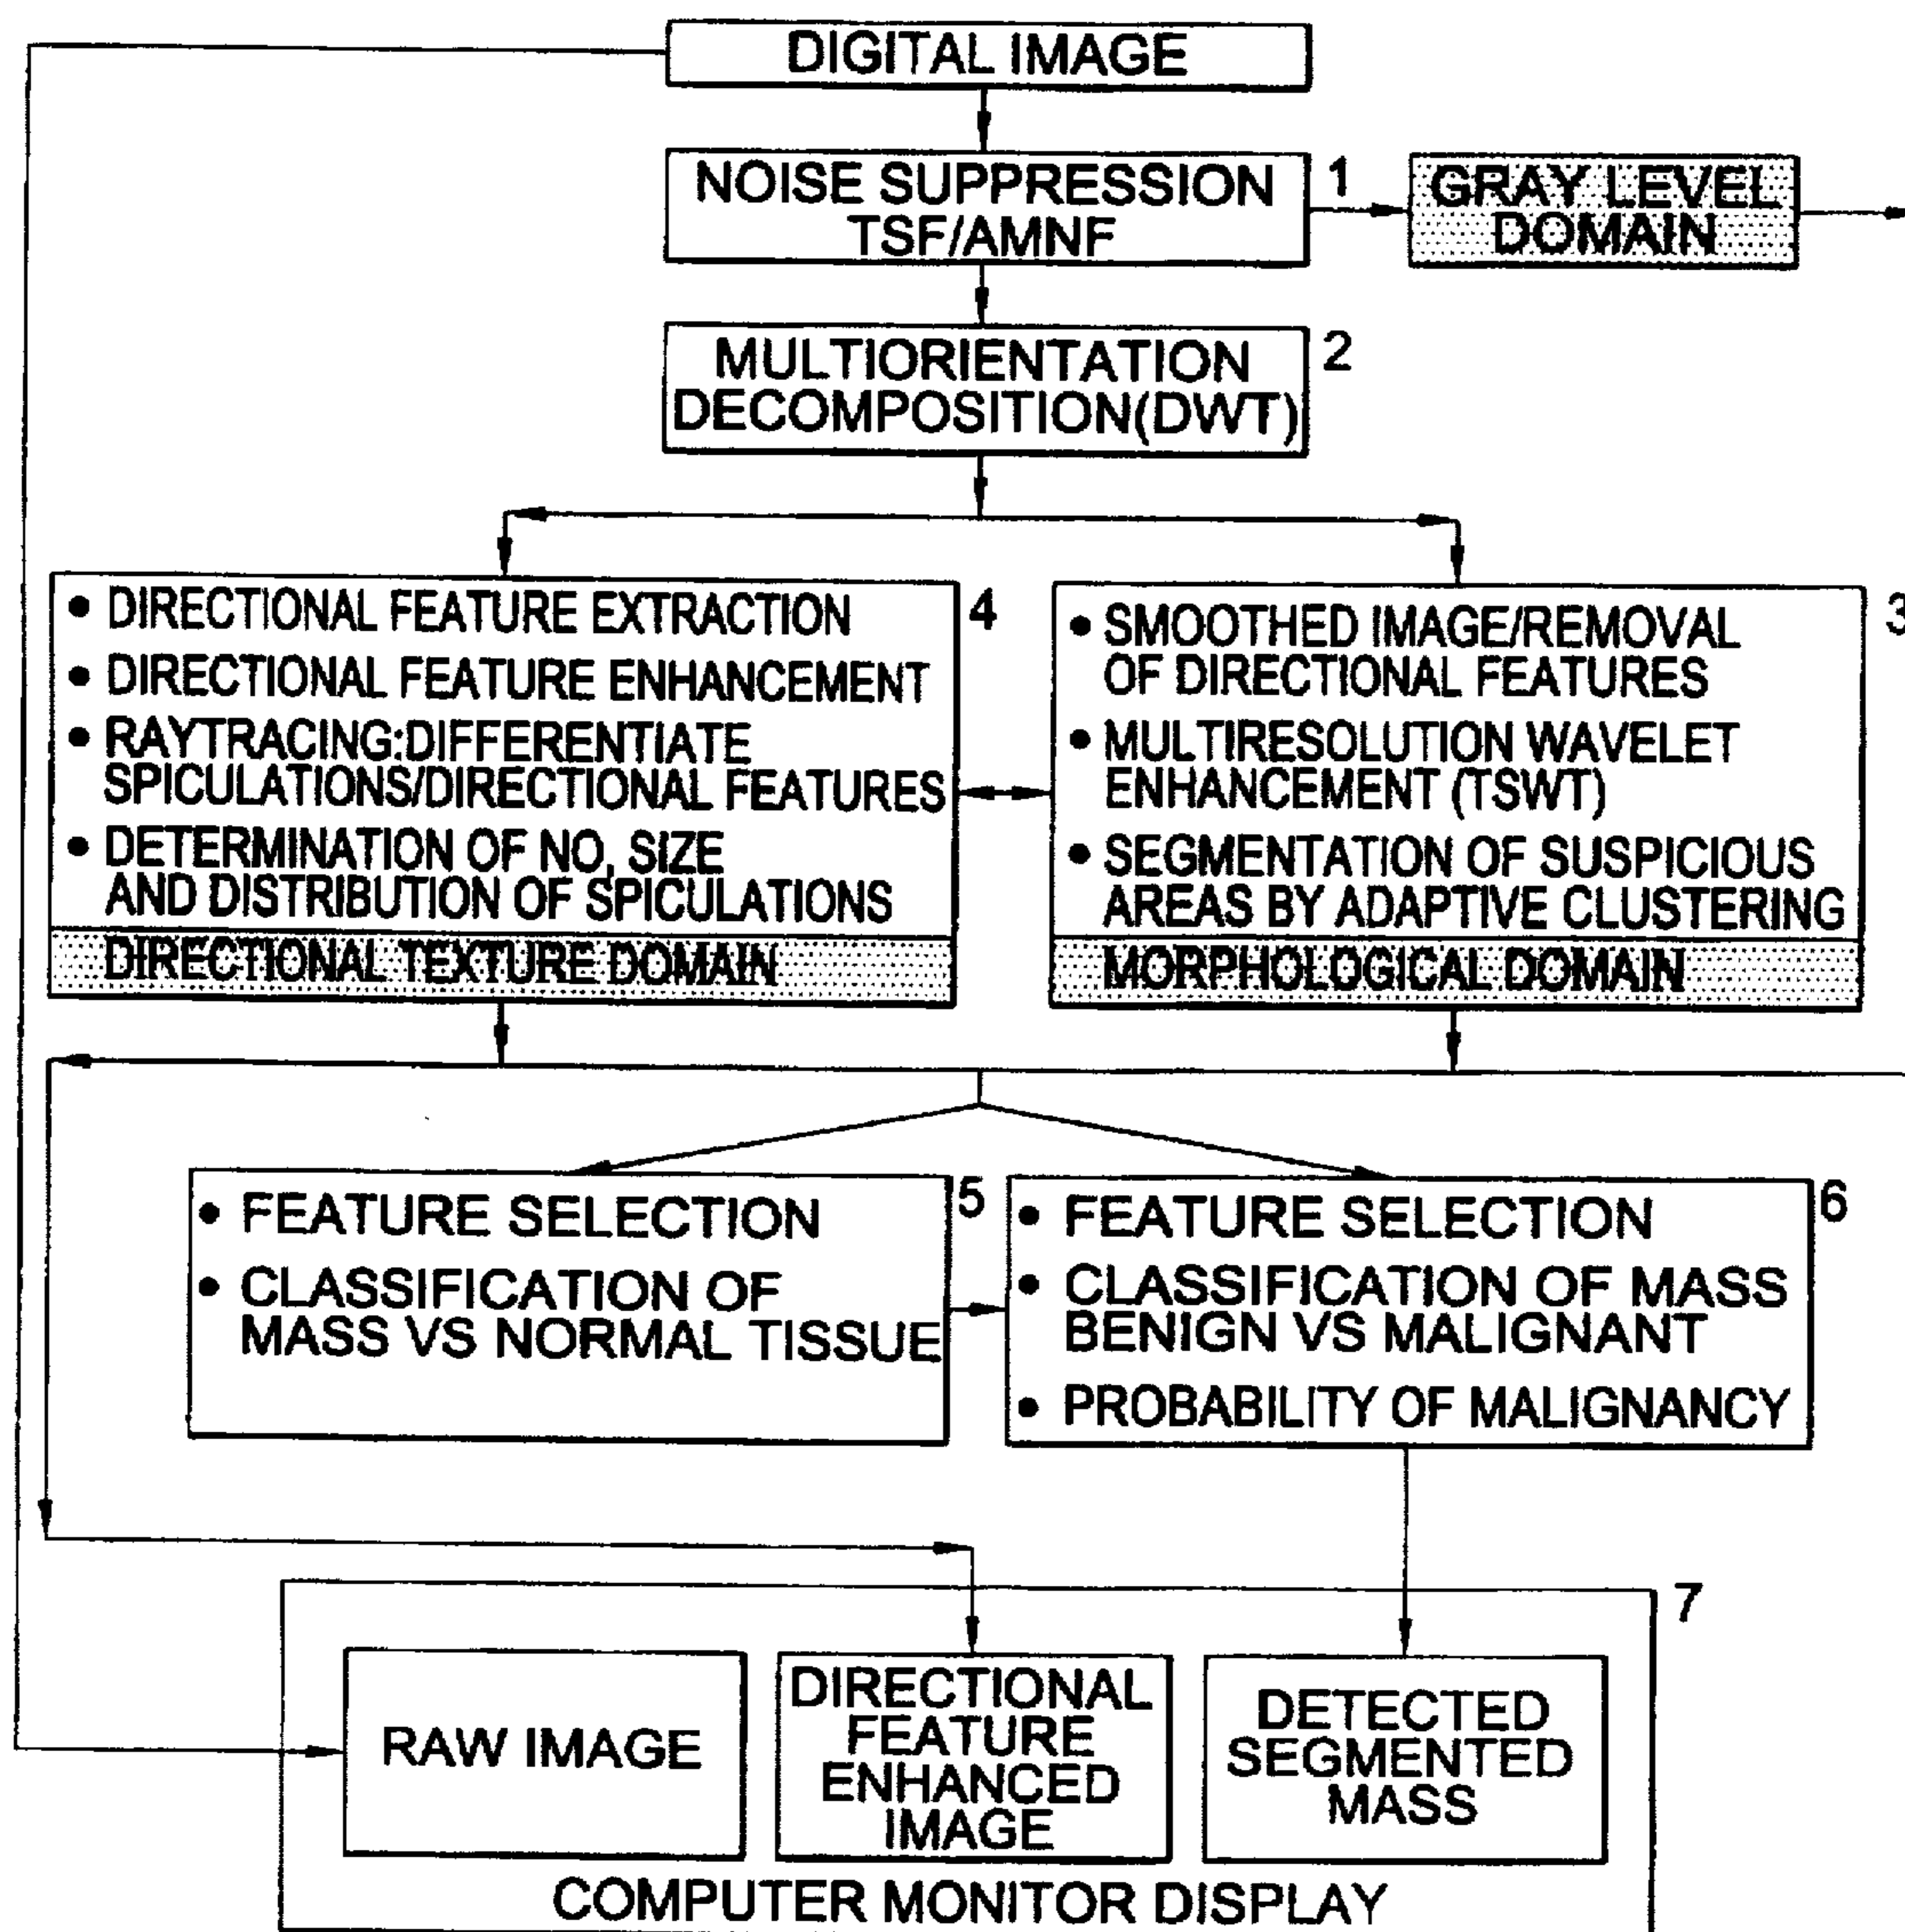 DIGITAL IMAGE
NOISE SUPPRESSION
TSF/AMNF
1
GRAY LEVEL
DOMAIN
MULTIORIENTATION
DECOMPOSITION(DWT)
2
• DIRECTIONAL FEATURE EXTRACTION
• DIRECTIONAL FEATURE ENHANCEMENT
• RAYTRACING:DIFFERENTIATE
SPICULATIONS/DIRECTIONAL FEATURES
• DETERMINATION OF NO, SIZE
AND DISTRIBUTION OF SPICULATIONS
DIRECTIONAL TEXTURE DOMAIN
4
• SMOOTHED IMAGE/REMOVAL
OF DIRECTIONAL FEATURES
• MULTIRESOLUTION WAVELET
ENHANCEMENT (TSWT)
• SEGMENTATION OF SUSPICIOUS
AREAS BY ADAPTIVE CLUSTERING
MORPHOLOGICAL DOMAIN
3
• FEATURE SELECTION
• CLASSIFICATION OF
MASS VS NORMAL TISSUE
5
• FEATURE SELECTION
• CLASSIFICATION OF MASS
BENIGN VS MALIGNANT
• PROBABILITY OF MALIGNANCY
6
7
RAW IMAGE
DIRECTIONAL
FEATURE
ENHANCED
IMAGE
DETECTED
SEGMENTED
MASS
COMPUTER MONITOR DISPLAY